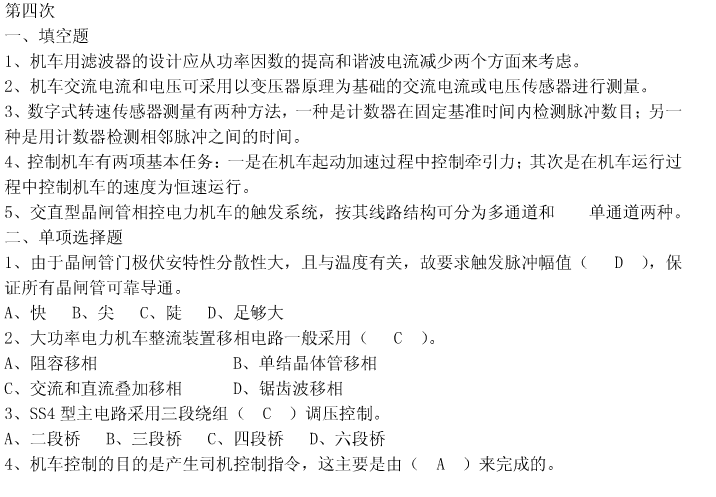 第四次
一、填空题
1、机车用滤波器的设计应从功率因数的提高和谐波电流减少两个方面来考虑。
2、机车交流电流和电压可采用以变压器原理为基础的交流电流或电压传感器进行测量。
3、数字式转速传感器测量有两种方法，一种是计数器在固定基准时间内检测脉冲数目；另一
种是用计数器检测相邻脉冲之间的时间。
4、控制机车有两项基本任务：一是在机车起动加速过程中控制牵引力；其次是在机车运行过
程中控制机车的速度为恒速运行。
5、交直型晶闸管相控电力机车的触发系统，按其线路结构可分为多通道和　　单通道两种。
二、单项选择题
1、由于晶闸管门极伏安特性分散性大，且与温度有关，故要求触发脉冲幅值（　D　），保
证所有晶闸管可靠导通。
A、快　B、尖　C、陡　D、足够大
2、大功率电力机车整流装置移相电路一般采用（　C　）。
A、阻容移相　　　　　　　B、单结晶体管移相
C、交流和直流叠加移相　　D、锯齿波移相
3、SS4 型主电路采用三段绕组（　C　）调压控制。
A、二段桥　B、三段桥　C、四段桥　D、六段桥
4、机车控制的目的是产生司机控制指令，这主要是由（　A　）来完成的。